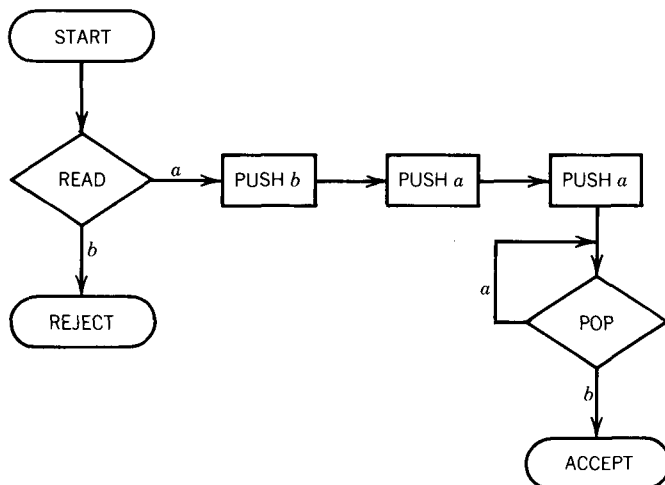 START
READ
a
PUSH b
PUSH a
PUSH a
b
a
REJECT
POP
b
ACCEPT